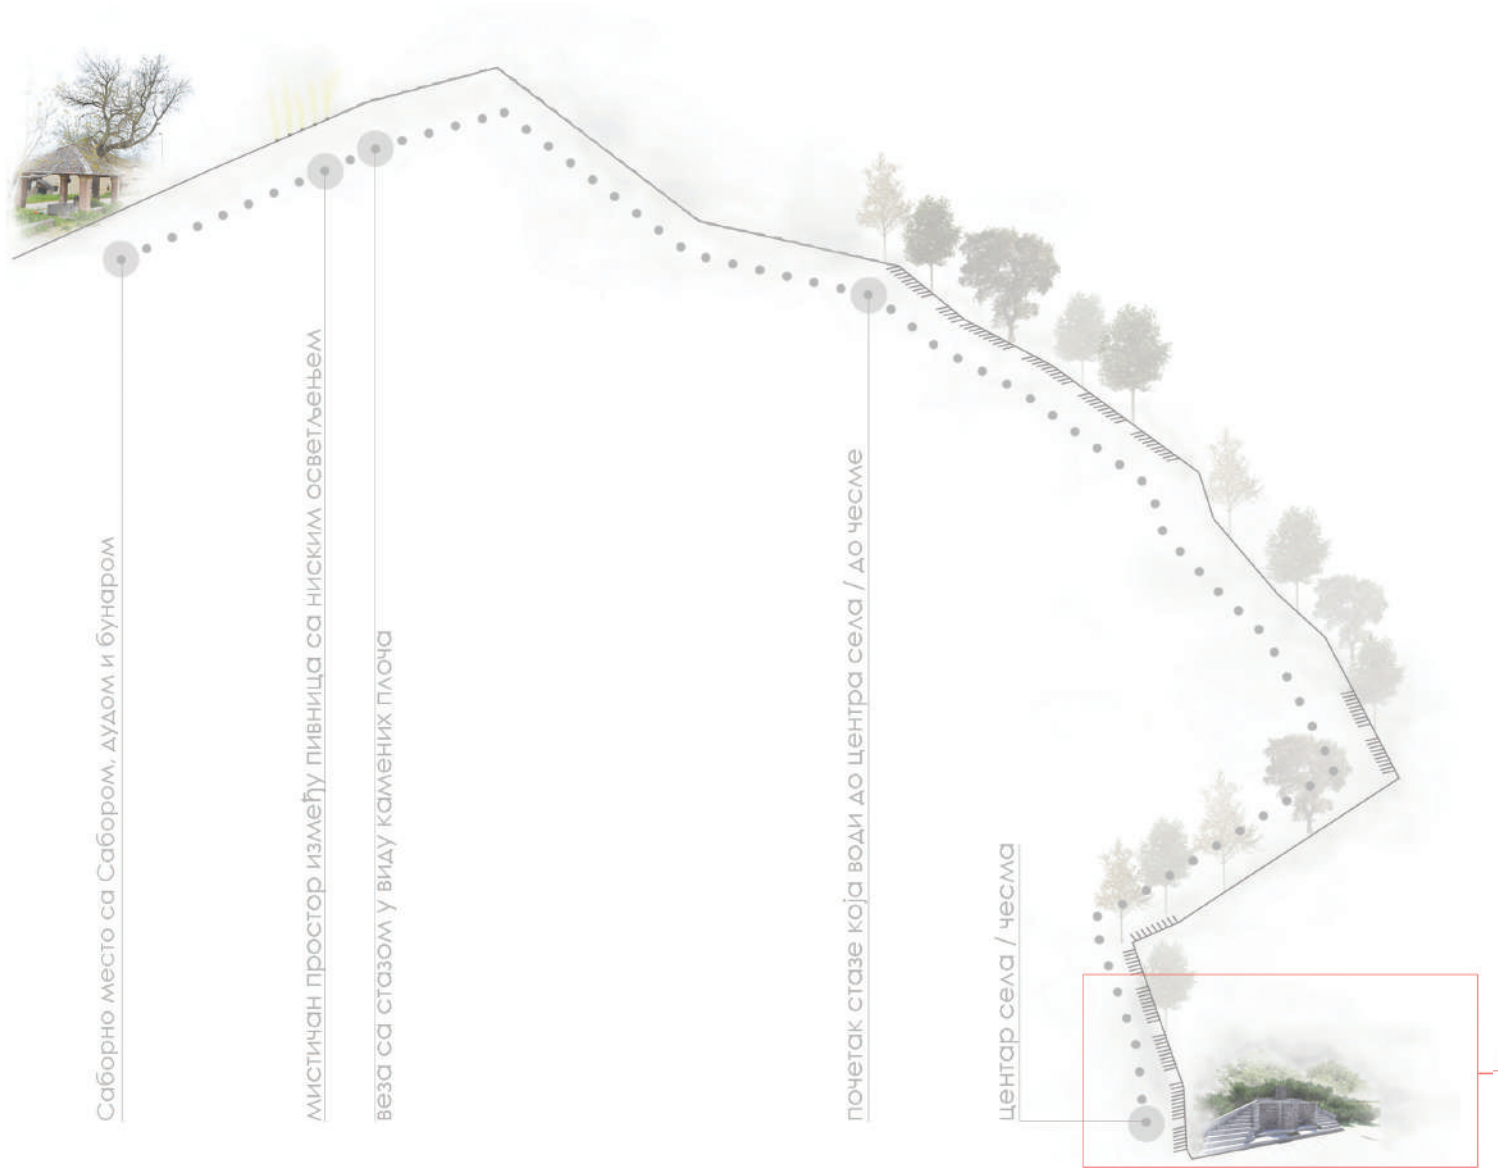 Саборно место са Сабором, дудом и бунаром
мистичан простор између пивница са ниским осветљењем
веза са стазом у виду камених плоча
почетак стазе која води до центра села / до чесме
центар села / чесма